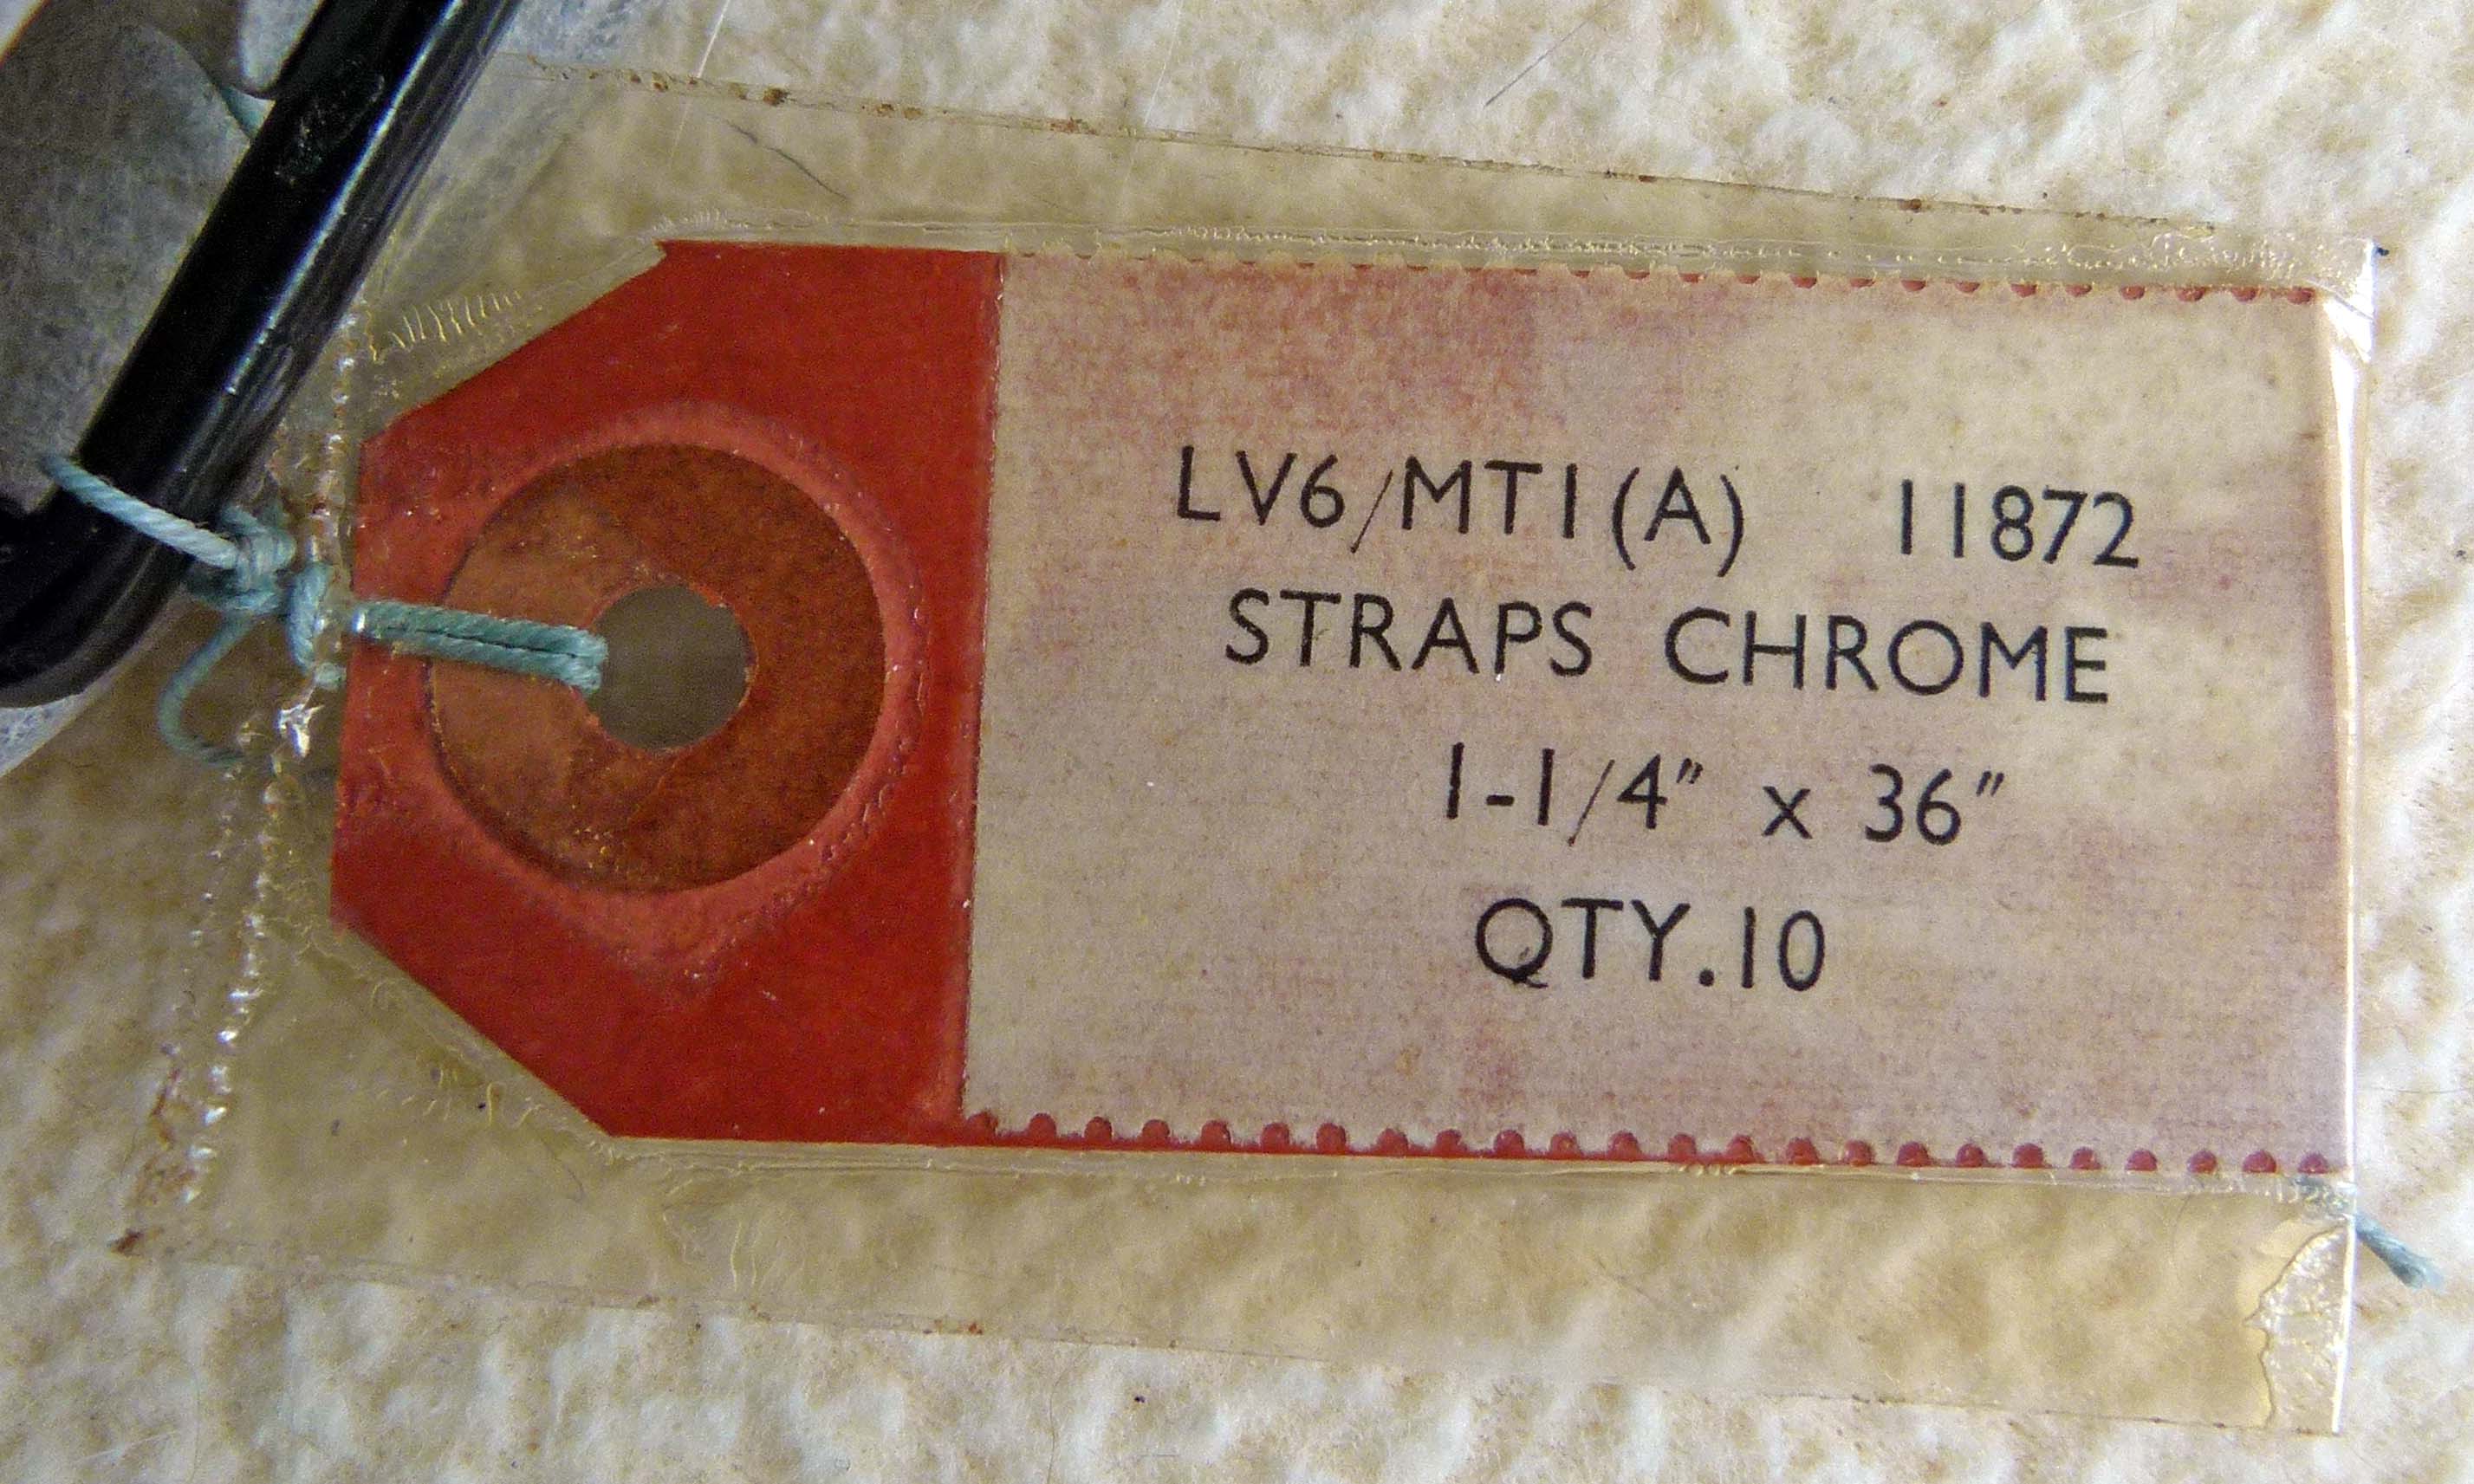 LV6/MT1(A) 11872
STRAPS CHROME
1-1/4" x 36"
QTY.10